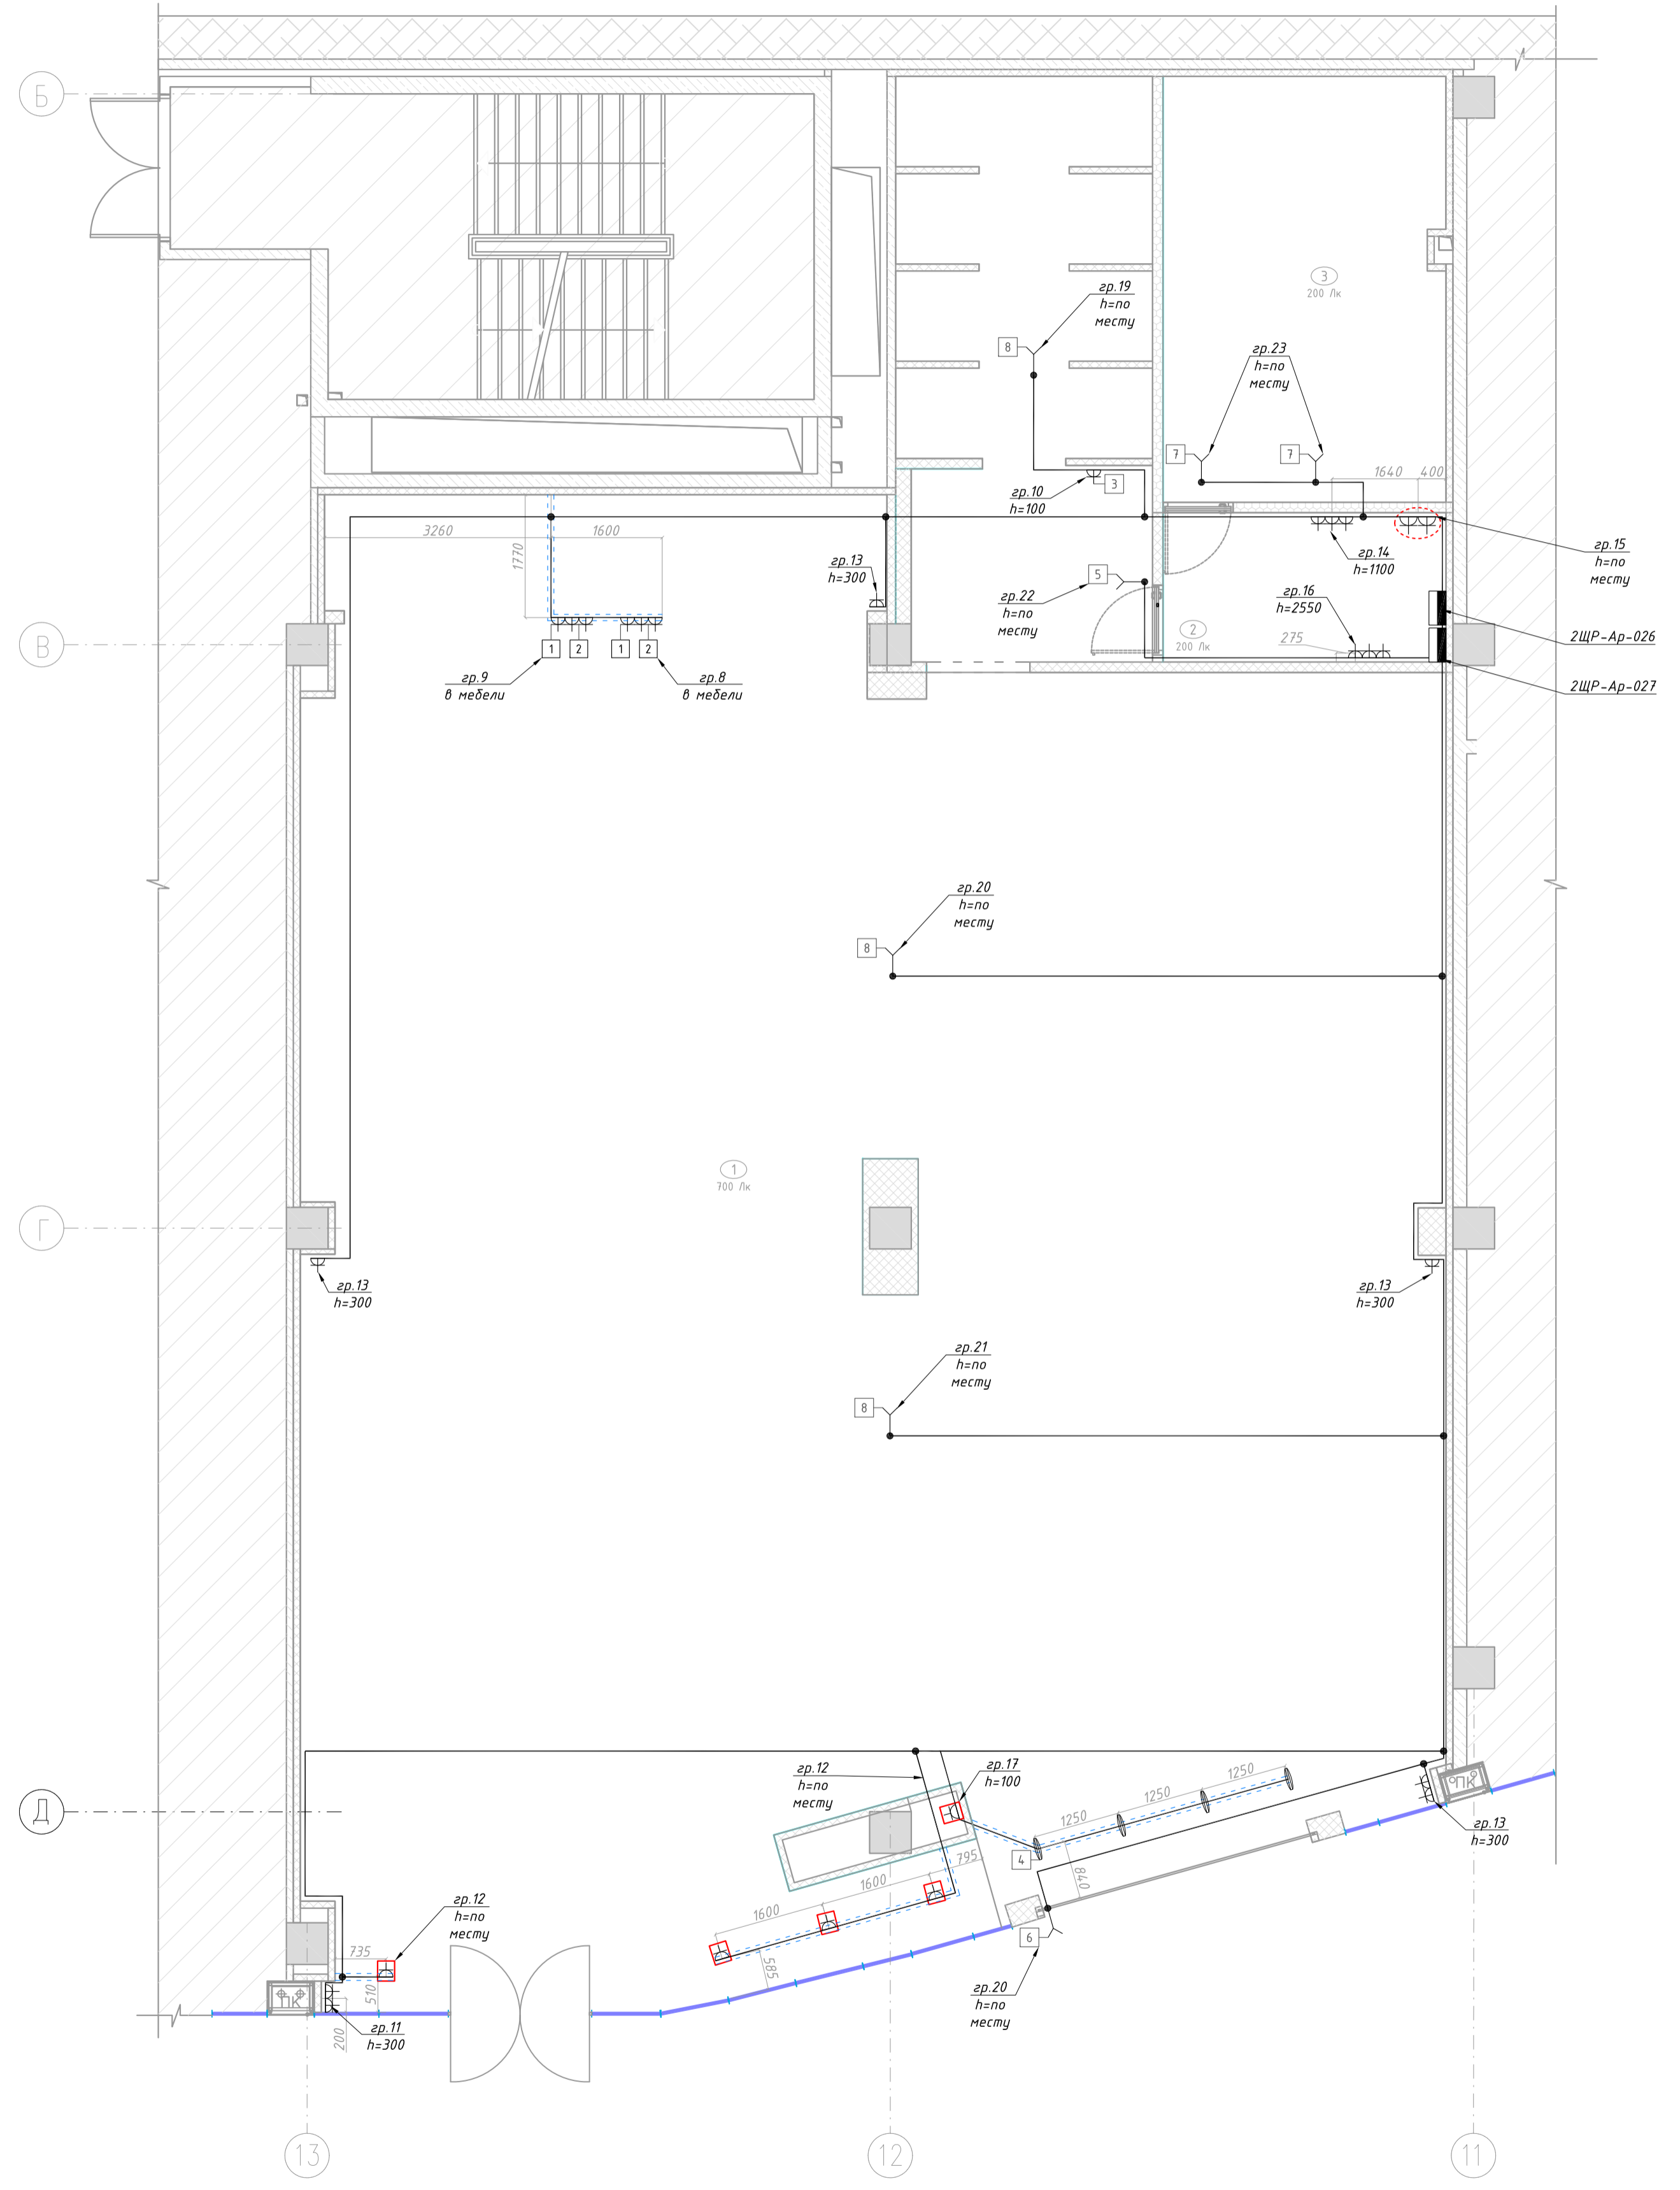 Б
3
200 Лк
гр.19
h=по
месту
8
гр.23
h=по
месту
7
7
1640
400
гр.10
h=100
3
3260
1600
1770
гр.13
h=300
гр.14
h=1100
гр.15
h=по
месту
5
гр.22
h=по
месту
гр.16
h=2550
2
200 Лк
275
2ЩР-Ар-026
В
1
2
1
2
гр.9
в мебели
гр.8
в мебели
2ЩР-Ар-027
гр.20
h=по
месту
8
1
700 Лк
Г
гр.13
h=300
гр.13
h=300
гр.21
h=по
месту
8
гр.12
h=по
месту
гр.17
h=100
1250
1250
1250
ПК
Д
гр.13
h=300
4
795
840
1600
1600
гр.12
h=по
месту
6
735
585
510
ПК
гр.20
h=по
месту
гр.11
h=300
200
13
12
11